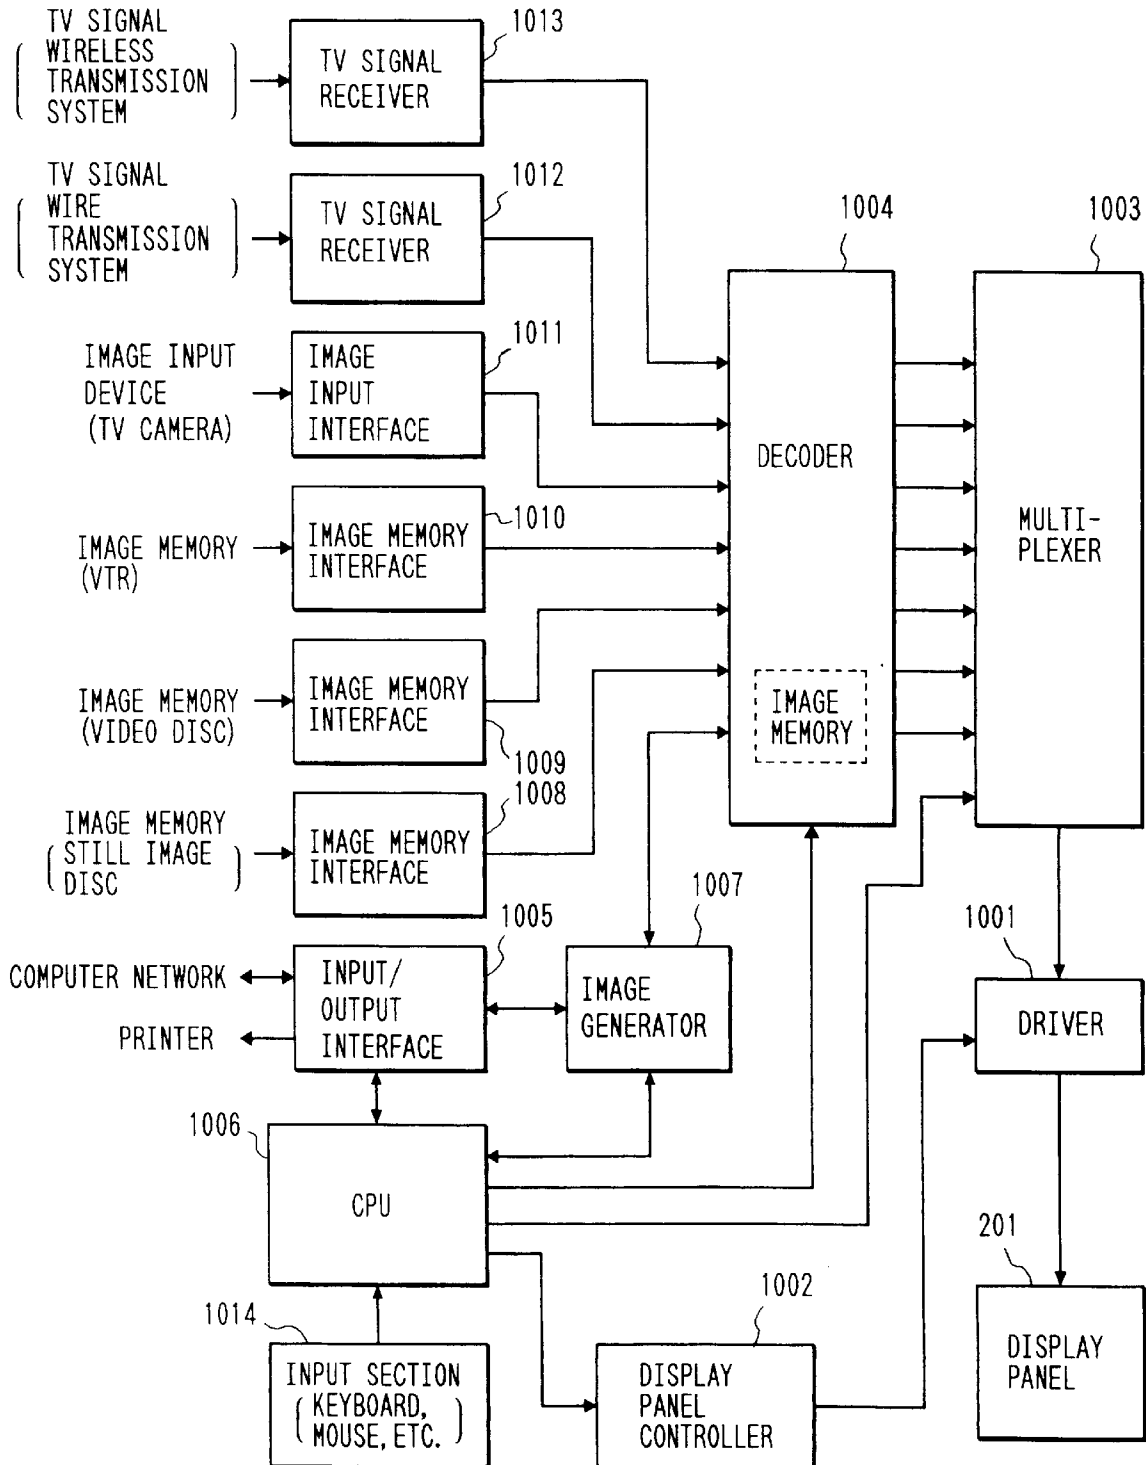 TV SIGNAL
WIRELESS
TRANSMISSION
SYSTEM
TV SIGNAL
RECEIVER
1013
TV SIGNAL
WIRE
TRANSMISSION
SYSTEM
TV SIGNAL
RECEIVER
1012
IMAGE INPUT
DEVICE
(TV CAMERA)
IMAGE
INPUT
INTERFACE
1011
IMAGE MEMORY
(VTR)
IMAGE MEMORY
INTERFACE
1010
IMAGE MEMORY
(VIDEO DISC)
IMAGE MEMORY
INTERFACE
1009
IMAGE MEMORY
STILL IMAGE
DISC
IMAGE MEMORY
INTERFACE
1008
1004
DECODER
IMAGE
MEMORY
1003
MULTI-
PLEXER
COMPUTER NETWORK
PRINTER
INPUT/
OUTPUT
INTERFACE
1005
IMAGE
GENERATOR
1007
1001
DRIVER
1006
CPU
201
DISPLAY
PANEL
1014
INPUT SECTION
KEYBOARD,
MOUSE, ETC.
1002
DISPLAY
PANEL
CONTROLLER